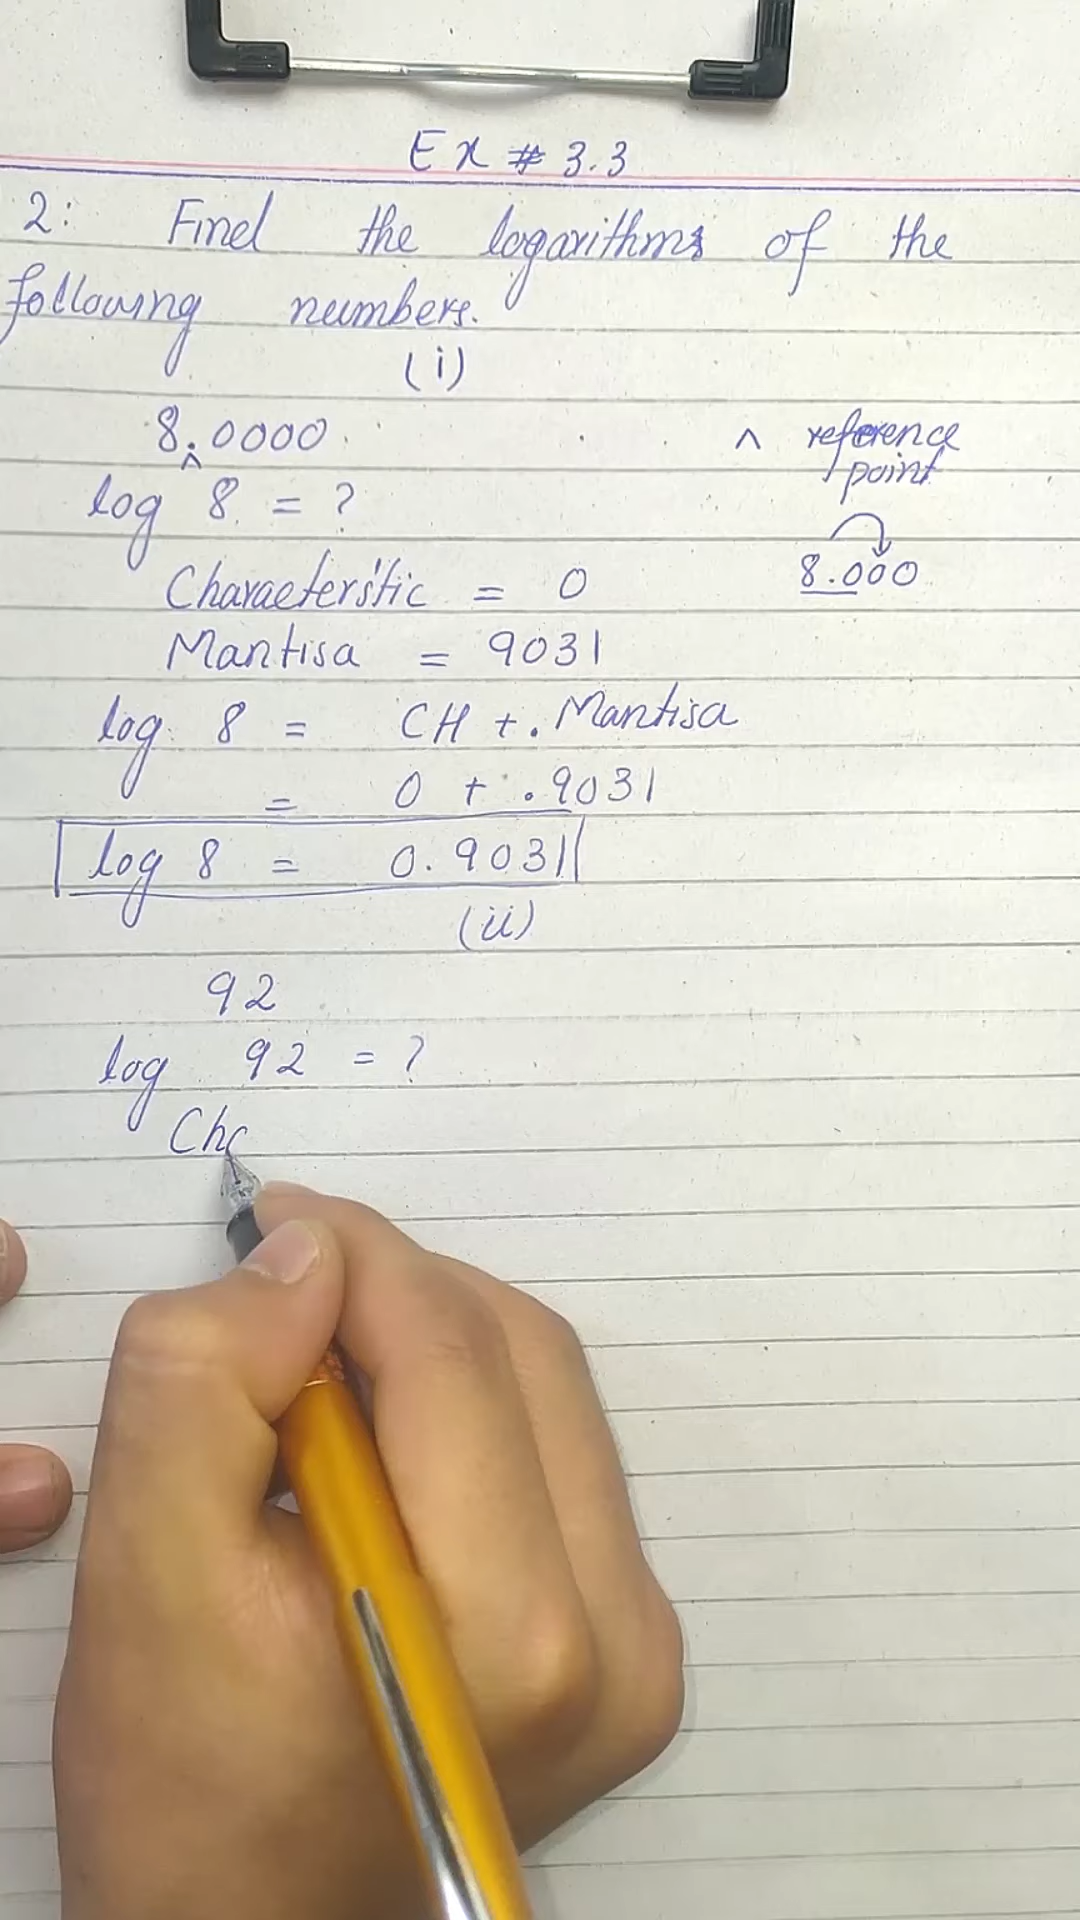 Ex # 3.3
2: Find the logarithms of the
following numbers.
(i)
8.0000
^
^ reference
point
log 8 = ?
8.000
Characteristic = 0
Mantisa = 9031
log 8 = CH + . Mantisa
= 0 + .9031
log 8 = 0.9031
(ii)
92
log 92 = ?
Cha